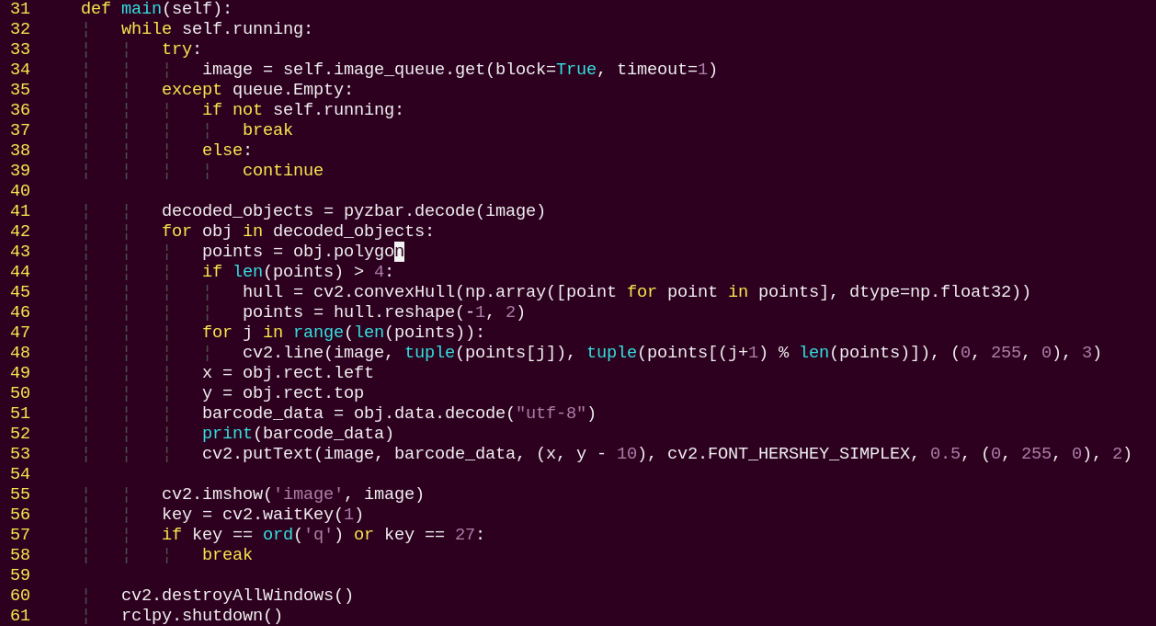 31     def main(self):
32         while self.running:
33             try:
34                 image = self.image_queue.get(block=True, timeout=1)
35             except queue.Empty:
36                 if not self.running:
37                     break
38                 else:
39                     continue
40
41             decoded_objects = pyzbar.decode(image)
42             for obj in decoded_objects:
43                 points = obj.polygon
44                 if len(points) > 4:
45                     hull = cv2.convexHull(np.array([point for point in points], dtype=np.float32))
46                     points = hull.reshape(-1, 2)
47                 for j in range(len(points)):
48                     cv2.line(image, tuple(points[j]), tuple(points[(j+1) % len(points)]), (0, 255, 0), 3)
49                 x = obj.rect.left
50                 y = obj.rect.top
51                 barcode_data = obj.data.decode("utf-8")
52                 print(barcode_data)
53                 cv2.putText(image, barcode_data, (x, y - 10), cv2.FONT_HERSHEY_SIMPLEX, 0.5, (0, 255, 0), 2)
54
55             cv2.imshow('image', image)
56             key = cv2.waitKey(1)
57             if key == ord('q') or key == 27:
58                 break
59
60         cv2.destroyAllWindows()
61         rclpy.shutdown()